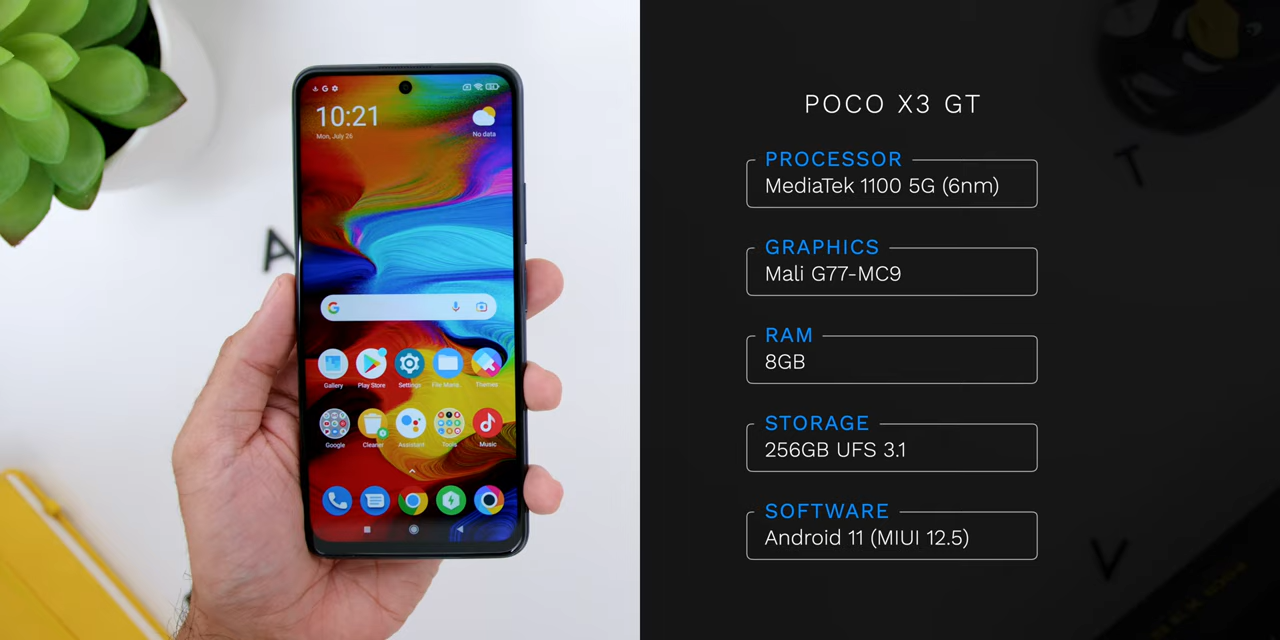 10:21
Mon, July 26
No data
Gallery
Play Store
Settings
File Mana..
Themes
Google
Cleaner
Assistant
Tools
Music
A
POCO X3 GT
PROCESSOR
MediaTek 1100 5G (6nm)
GRAPHICS
Mali G77-MC9
RAM
8GB
STORAGE
256GB UFS 3.1
SOFTWARE
Android 11 (MIUI 12.5)
T
V